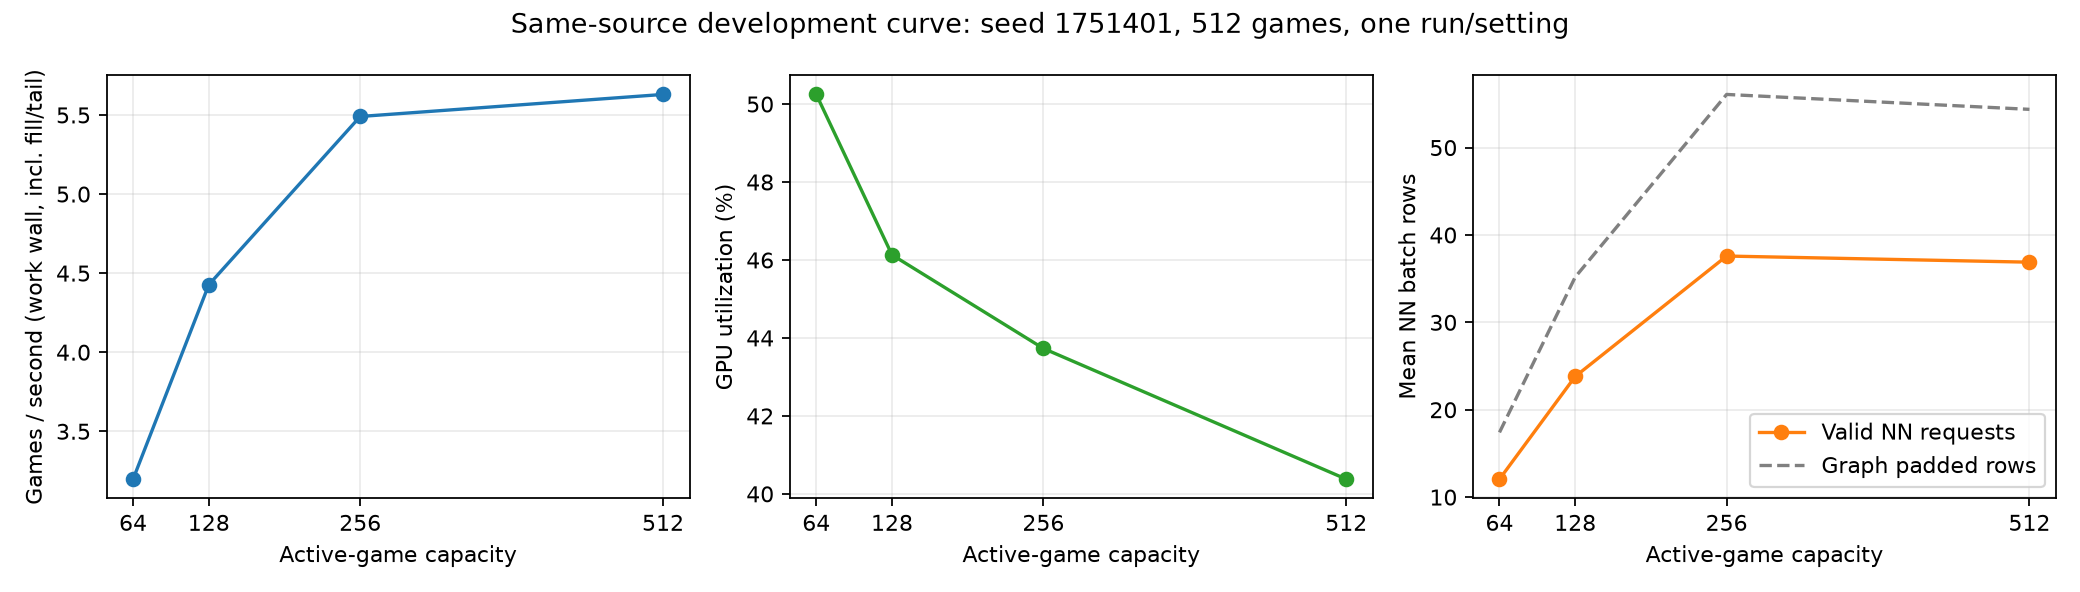 Same-source development curve: seed 1751401, 512 games, one run/setting
Games / second (work wall, incl. fill/tail)
5.5
5.0
4.5
4.0
3.5
64 128 256 512
Active-game capacity
GPU utilization (%)
50
48
46
44
42
40
64 128 256 512
Active-game capacity
Mean NN batch rows
50
40
30
20
10
Valid NN requests
Graph padded rows
64 128 256 512
Active-game capacity